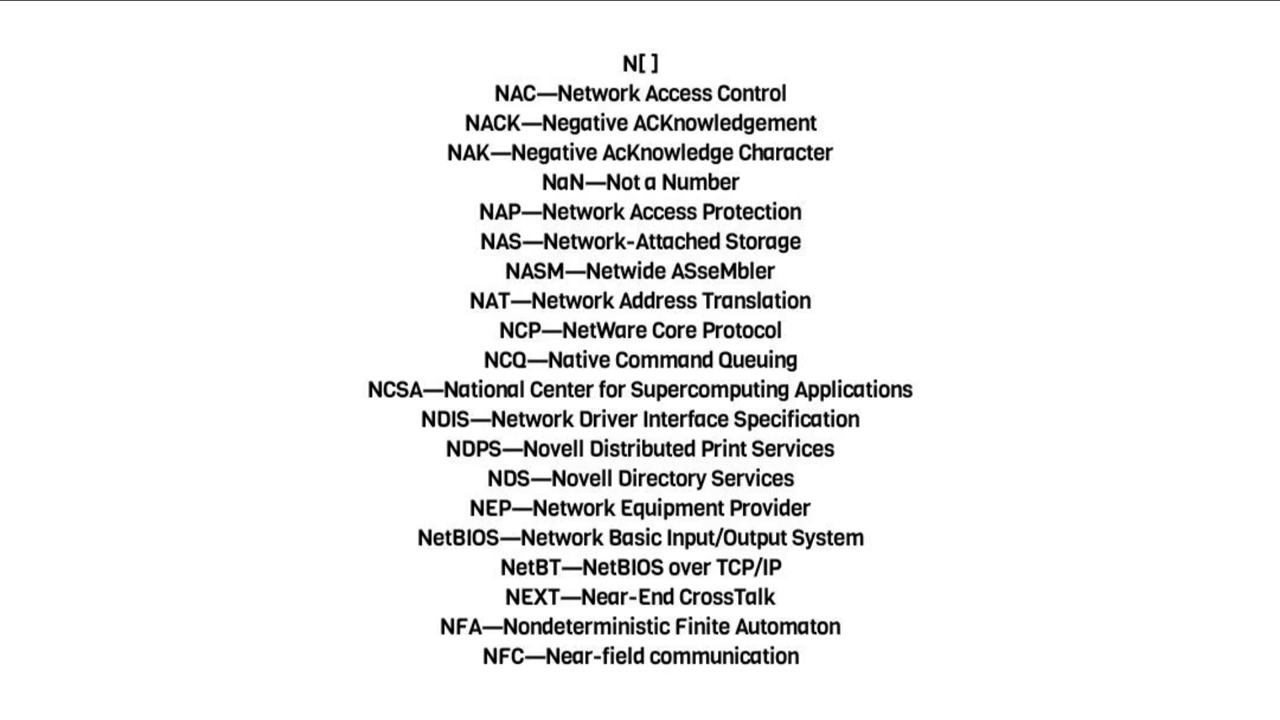 N[ ]
NAC—Network Access Control
NACK—Negative ACKnowledgement
NAK—Negative AcKnowledge Character
NaN—Not a Number
NAP—Network Access Protection
NAS—Network-Attached Storage
NASM—Netwide ASseMbler
NAT—Network Address Translation
NCP—NetWare Core Protocol
NCQ—Native Command Queuing
NCSA—National Center for Supercomputing Applications
NDIS—Network Driver Interface Specification
NDPS—Novell Distributed Print Services
NDS—Novell Directory Services
NEP—Network Equipment Provider
NetBIOS—Network Basic Input/Output System
NetBT—NetBIOS over TCP/IP
NEXT—Near-End CrossTalk
NFA—Nondeterministic Finite Automaton
NFC—Near-field communication